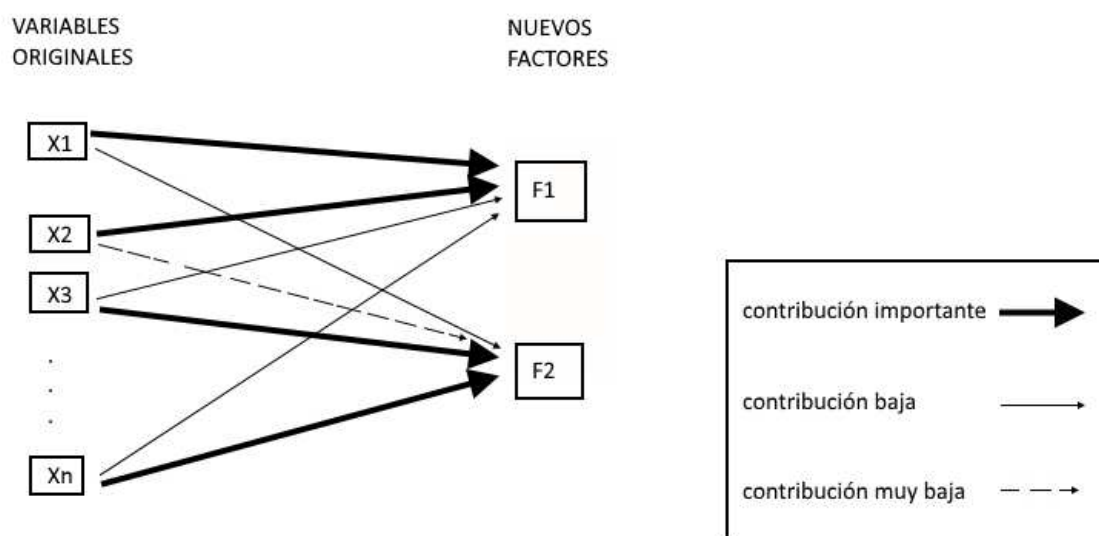 VARIABLES
ORIGINALES
NUEVOS
FACTORES
X1
X2
X3
.
.
.
Xn
F1
F2
contribución importante
contribución baja
contribución muy baja